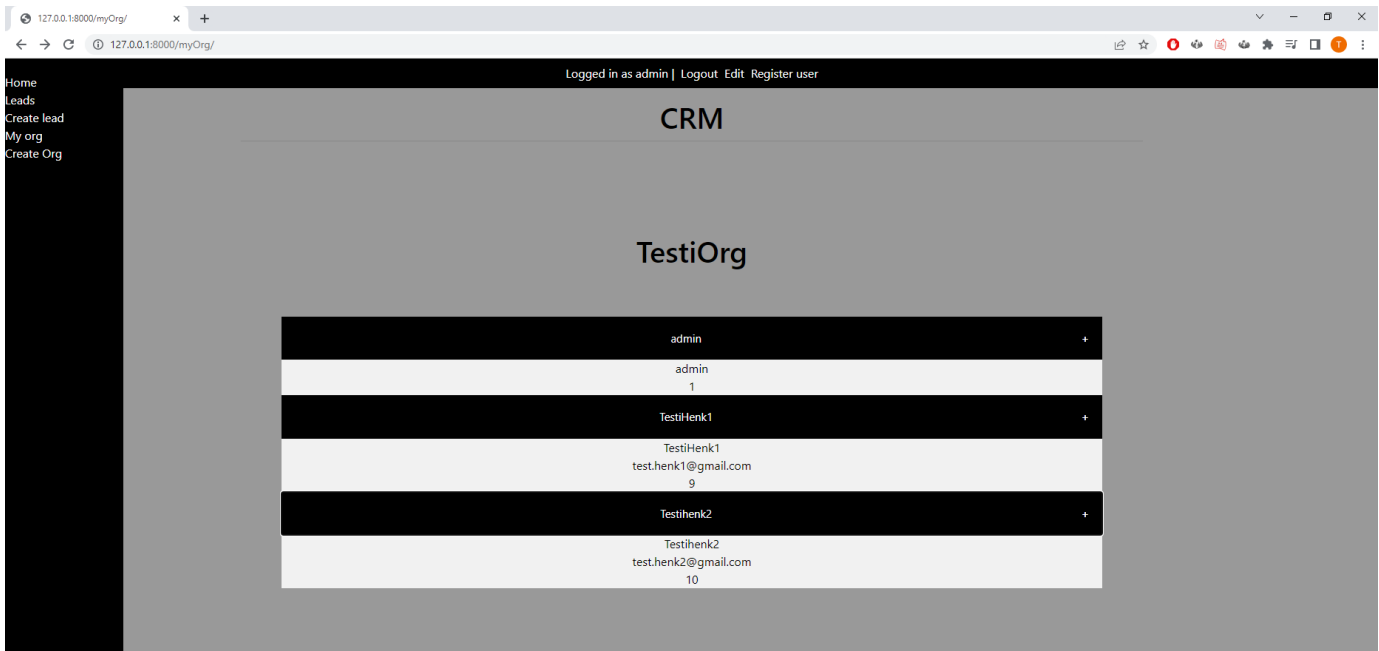 127.0.0.1:8000/myOrg/
127.0.0.1:8000/myOrg/
T
Logged in as admin | Logout Edit Register user
Home
Leads
Create lead
My org
Create Org
CRM
TestiOrg
admin +
admin
1
TestiHenk1 +
TestiHenk1
test.henk1@gmail.com
9
Testihenk2 +
Testihenk2
test.henk2@gmail.com
10